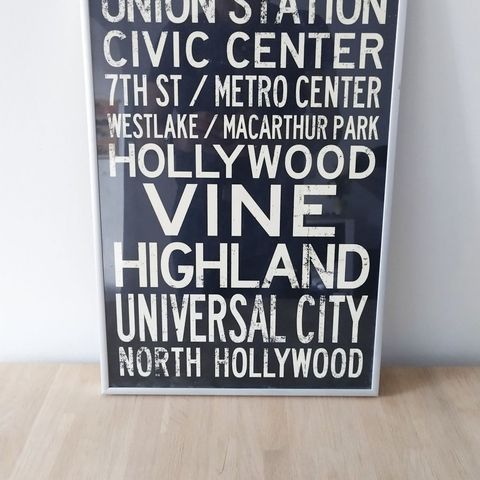 UNION STATION
CIVIC CENTER
7TH ST / METRO CENTER
WESTLAKE / MACARTHUR PARK
HOLLYWOOD
VINE
HIGHLAND
UNIVERSAL CITY
NORTH HOLLYWOOD